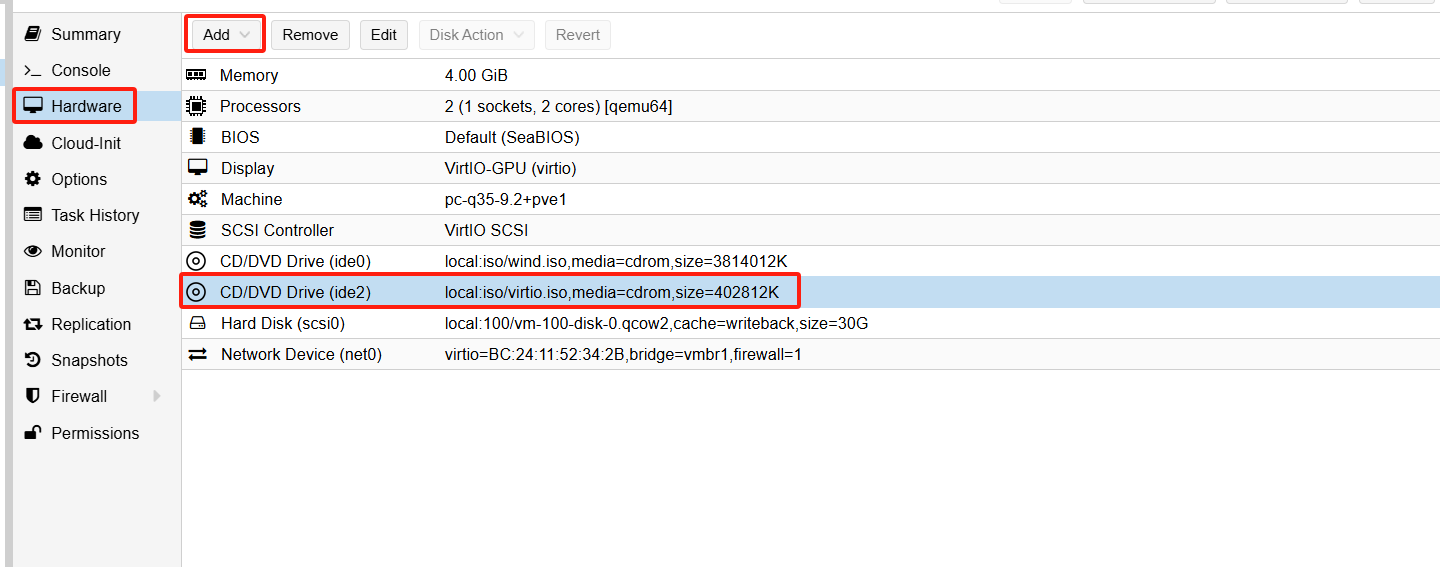 Add Remove Edit Disk Action Revert
Summary
Console
Hardware
Cloud-Init
Options
Task History
Monitor
Backup
Replication
Snapshots
Firewall
Permissions
Memory 4.00 GiB
Processors 2 (1 sockets, 2 cores) [qemu64]
BIOS Default (SeaBIOS)
Display VirtIO-GPU (virtio)
Machine pc-q35-9.2+pve1
SCSI Controller VirtIO SCSI
CD/DVD Drive (ide0) local:iso/wind.iso,media=cdrom,size=3814012K
CD/DVD Drive (ide2) local:iso/virtio.iso,media=cdrom,size=402812K
Hard Disk (scsi0) local:100/vm-100-disk-0.qcow2,cache=writeback,size=30G
Network Device (net0) virtio=BC:24:11:52:34:2B,bridge=vmbr1,firewall=1